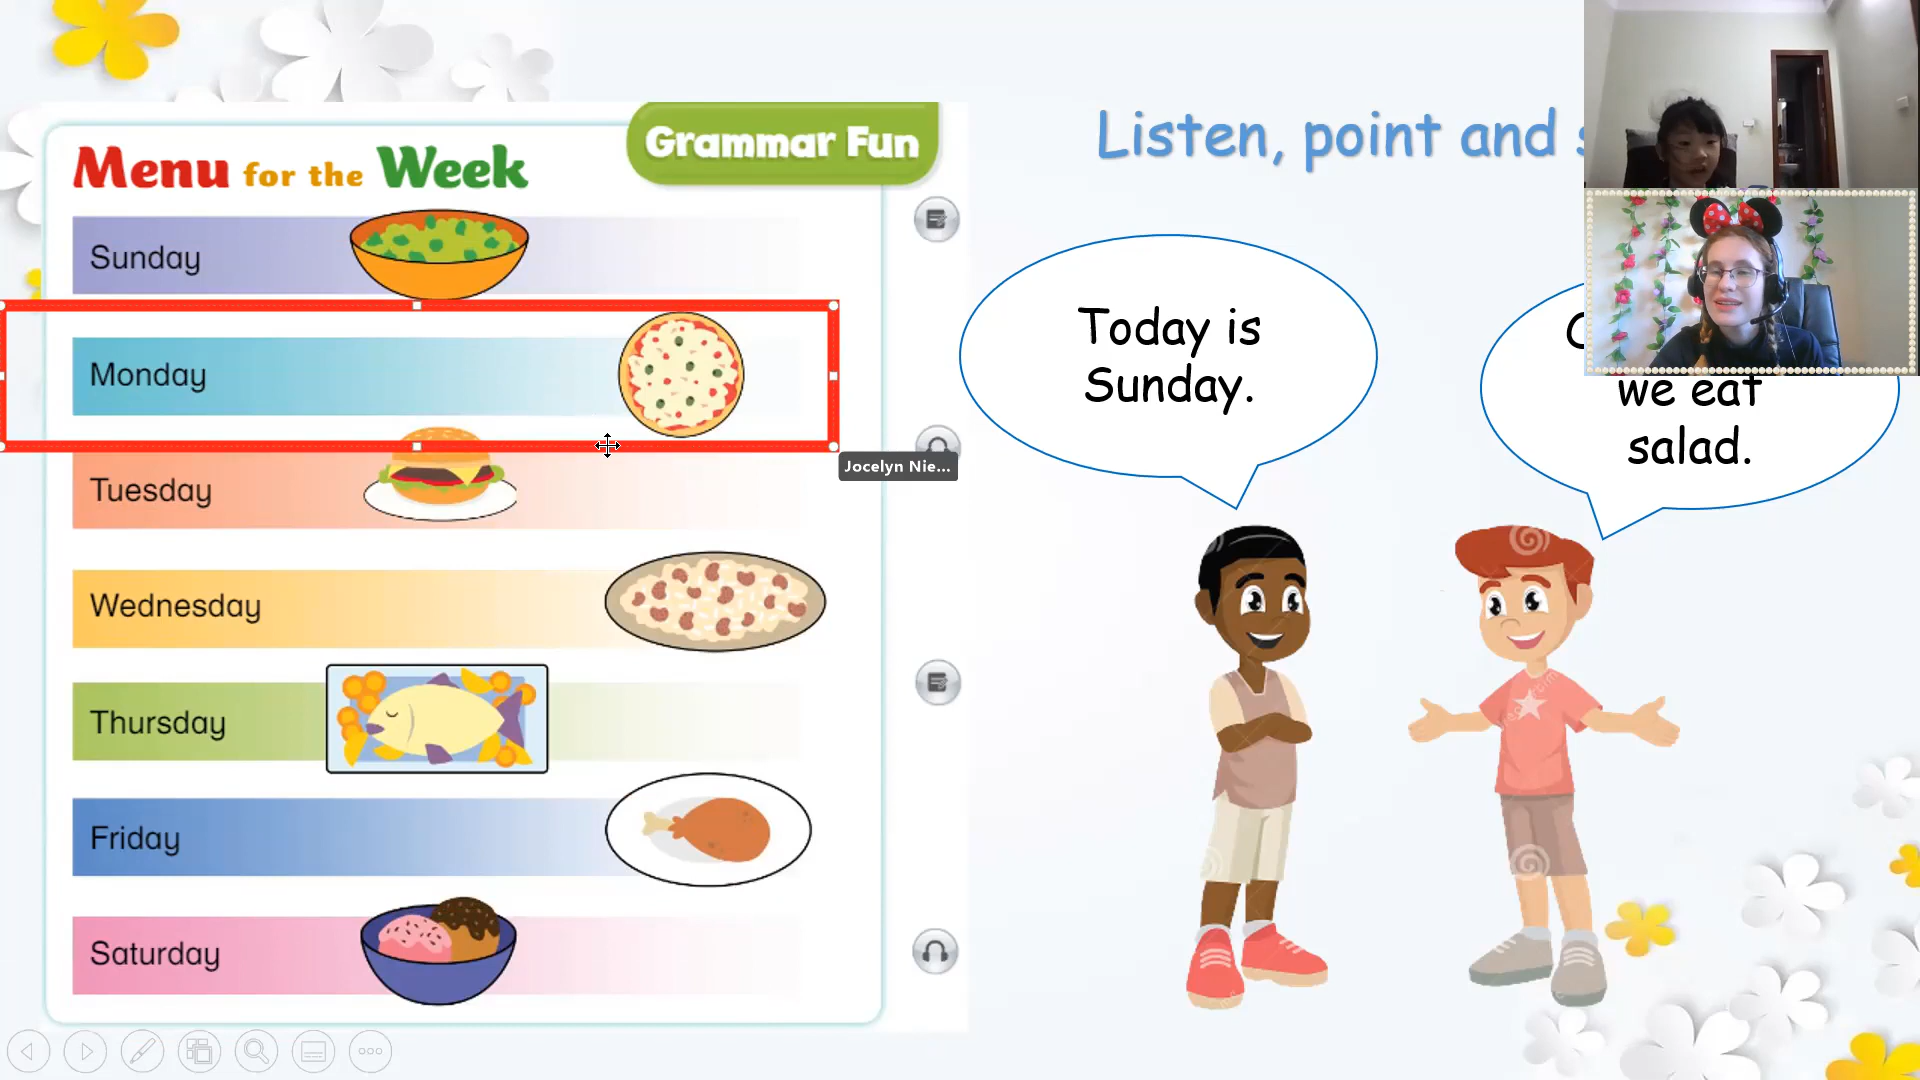 Grammar Fun
Menu for the Week
Listen, point and
Sunday
Monday
Tuesday
Wednesday
Thursday
Friday
Saturday
Jocelyn Nie...
Today is
Sunday.
we eat
salad.